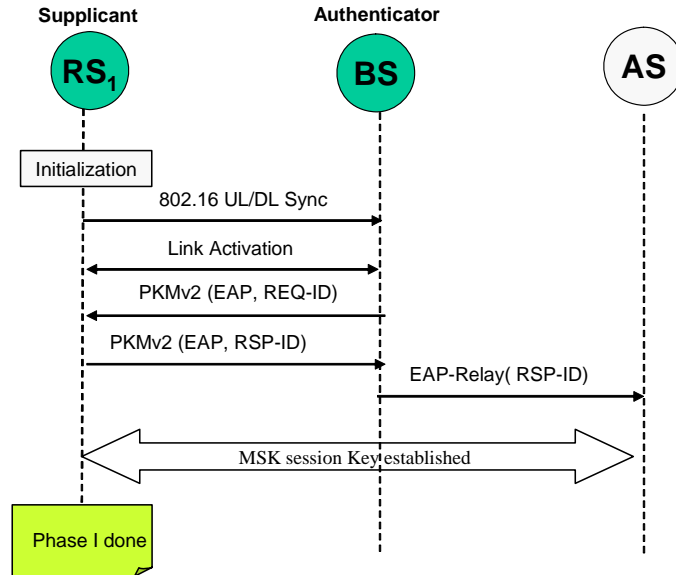 Supplicant
Authenticator
RS1
BS
AS
Initialization
802.16 UL/DL Sync
Link Activation
PKMv2 (EAP, REQ-ID)
PKMv2 (EAP, RSP-ID)
EAP-Relay( RSP-ID)
MSK session Key established
Phase I done